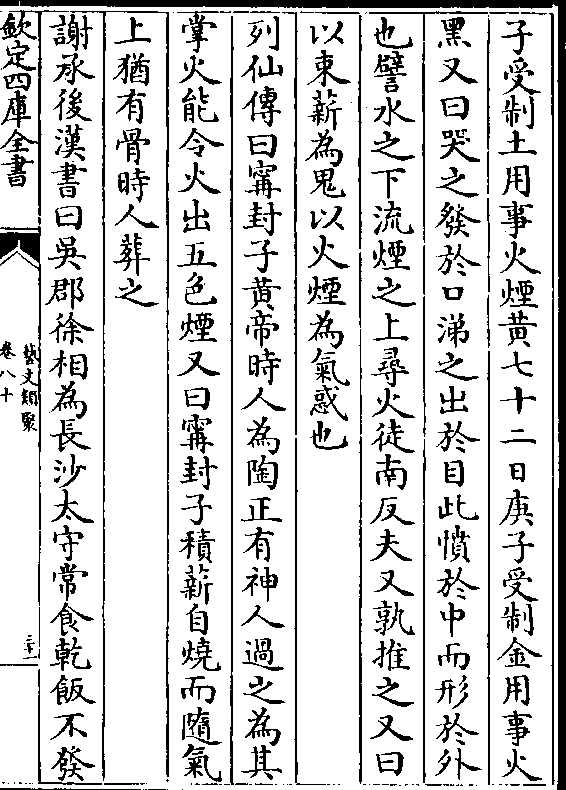 子受制土用事火煙黄七十二日庚子受制金用事火
黑又曰哭之發於口涕之出於目此憤於中而形於外
也譬水之下流煙之上尋火徒南反夫又孰推之又曰
以束薪為鬼以火煙為氣惑也
列仙傳曰甯封子黄帝時人為陶正有神人過之為其
掌火能令火出五色煙又曰甯封子積薪自燒而隨氣
上猶有骨時人葬之
謝承後漢書曰吳郡徐相為長沙太守常食乾飯不發
欽定四庫全書
藝文類聚
卷八十